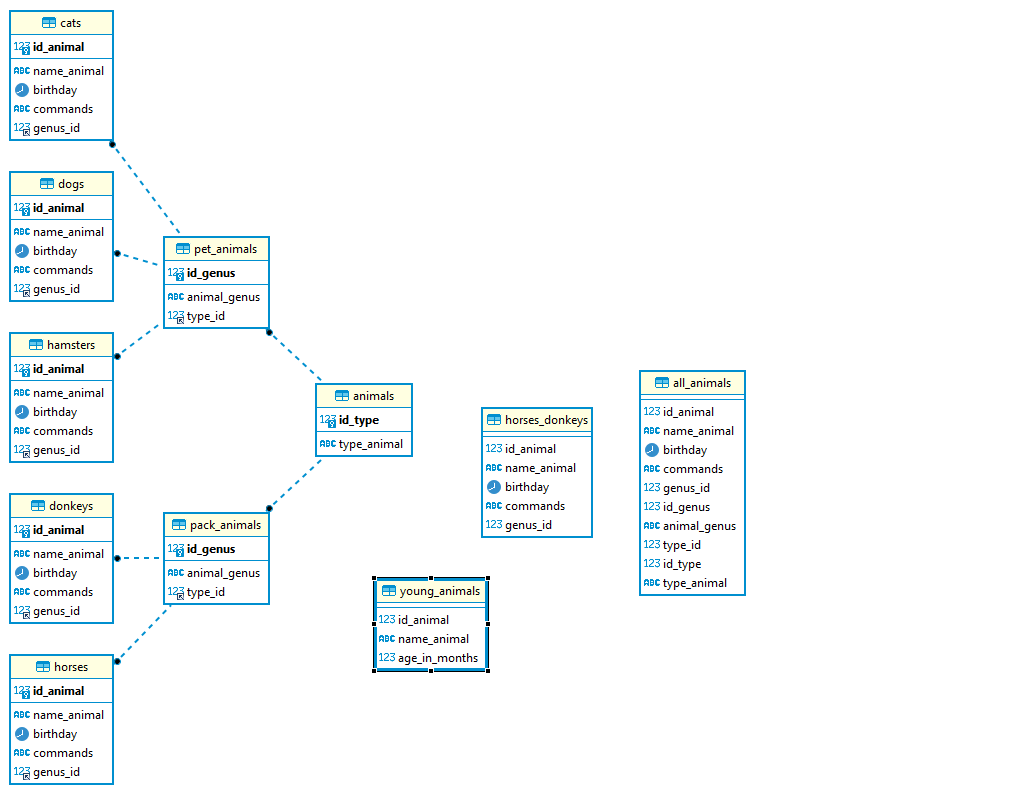 cats
123 id_animal
ABC name_animal
birthday
ABC commands
123 genus_id
dogs
123 id_animal
ABC name_animal
birthday
ABC commands
123 genus_id
hamsters
123 id_animal
ABC name_animal
birthday
ABC commands
123 genus_id
donkeys
123 id_animal
ABC name_animal
birthday
ABC commands
123 genus_id
horses
123 id_animal
ABC name_animal
birthday
ABC commands
123 genus_id
pet_animals
123 id_genus
ABC animal_genus
123 type_id
pack_animals
123 id_genus
ABC animal_genus
123 type_id
animals
123 id_type
ABC type_animal
young_animals
123 id_animal
ABC name_animal
123 age_in_months
horses_donkeys
123 id_animal
ABC name_animal
birthday
ABC commands
123 genus_id
all_animals
123 id_animal
ABC name_animal
birthday
ABC commands
123 genus_id
123 id_genus
ABC animal_genus
123 type_id
123 id_type
ABC type_animal